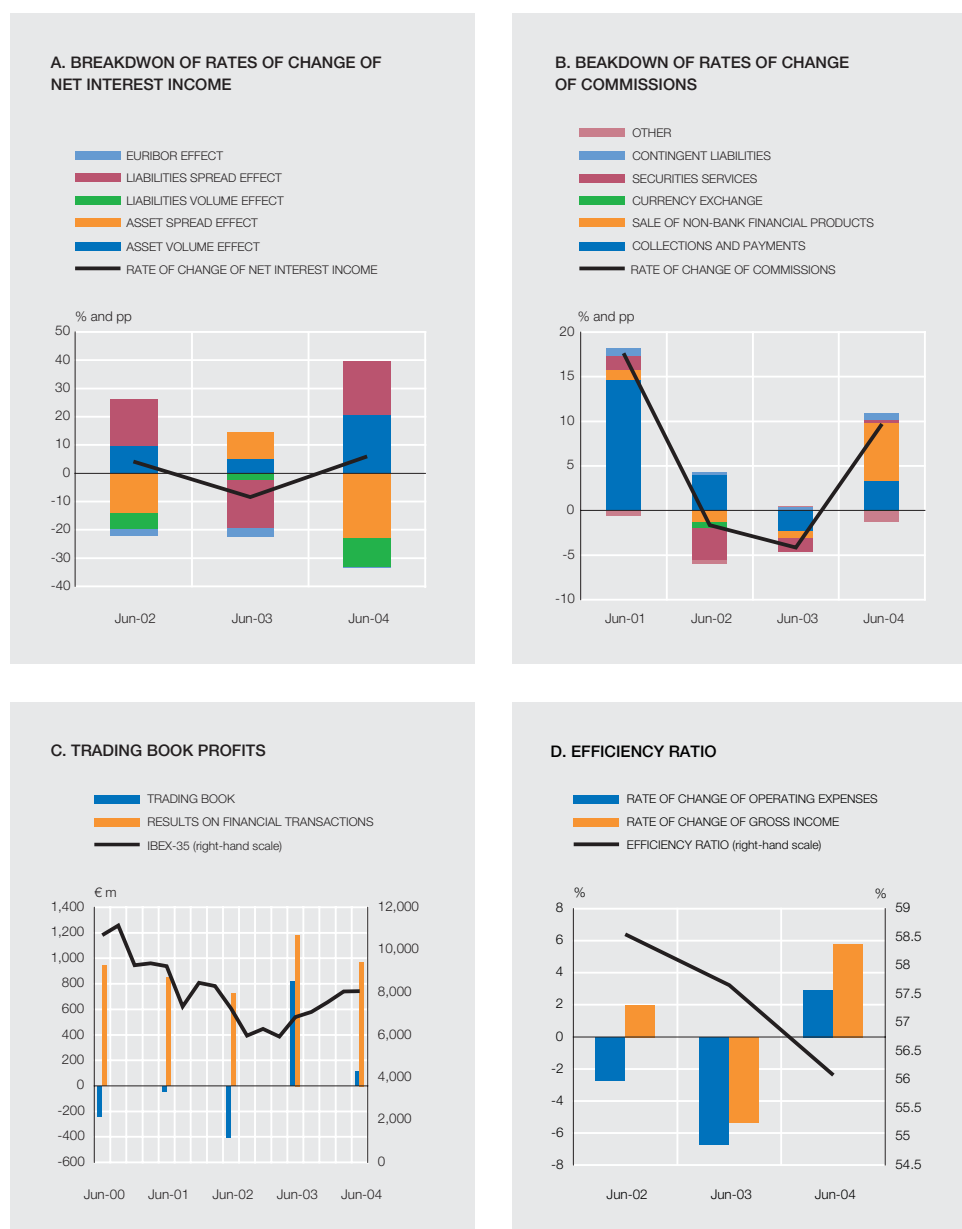 A. BREAKDWON OF RATES OF CHANGE OF
NET INTEREST INCOME
EURIBOR EFFECT
LIABILITIES SPREAD EFFECT
LIABILITIES VOLUME EFFECT
ASSET SPREAD EFFECT
ASSET VOLUME EFFECT
RATE OF CHANGE OF NET INTEREST INCOME
% and pp
50
40
30
20
10
0
-10
-20
-30
-40
Jun-02 Jun-03 Jun-04
B. BEAKDOWN OF RATES OF CHANGE
OF COMMISSIONS
OTHER
CONTINGENT LIABILITIES
SECURITIES SERVICES
CURRENCY EXCHANGE
SALE OF NON-BANK FINANCIAL PRODUCTS
COLLECTIONS AND PAYMENTS
RATE OF CHANGE OF COMMISSIONS
% and pp
20
15
10
5
0
-5
-10
Jun-01 Jun-02 Jun-03 Jun-04
C. TRADING BOOK PROFITS
TRADING BOOK
RESULTS ON FINANCIAL TRANSACTIONS
IBEX-35 (right-hand scale)
€ m
1,400
1,200
1,000
800
600
400
200
0
-200
-400
-600
12,000
10,000
8,000
6,000
4,000
2,000
0
Jun-00 Jun-01 Jun-02 Jun-03 Jun-04
D. EFFICIENCY RATIO
RATE OF CHANGE OF OPERATING EXPENSES
RATE OF CHANGE OF GROSS INCOME
EFFICIENCY RATIO (right-hand scale)
% %
8
6
4
2
0
-2
-4
-6
-8
59
58.5
58
57.5
57
56.5
56
55.5
55
54.5
Jun-02 Jun-03 Jun-04